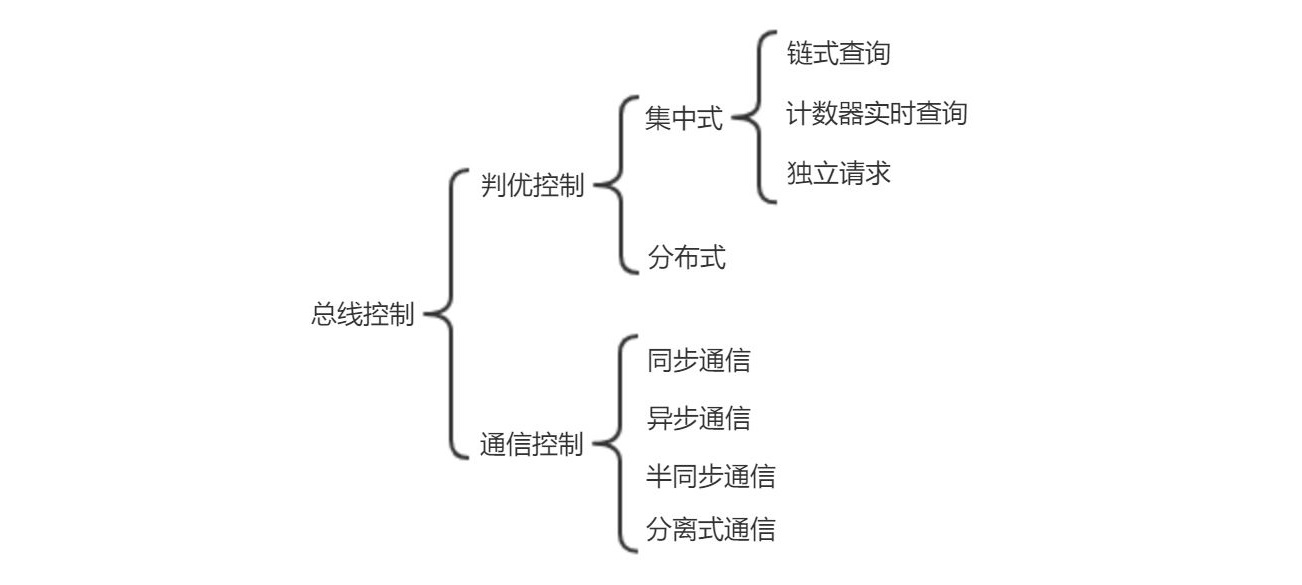 总线控制
判优控制
集中式
链式查询
计数器实时查询
独立请求
分布式
通信控制
同步通信
异步通信
半同步通信
分离式通信